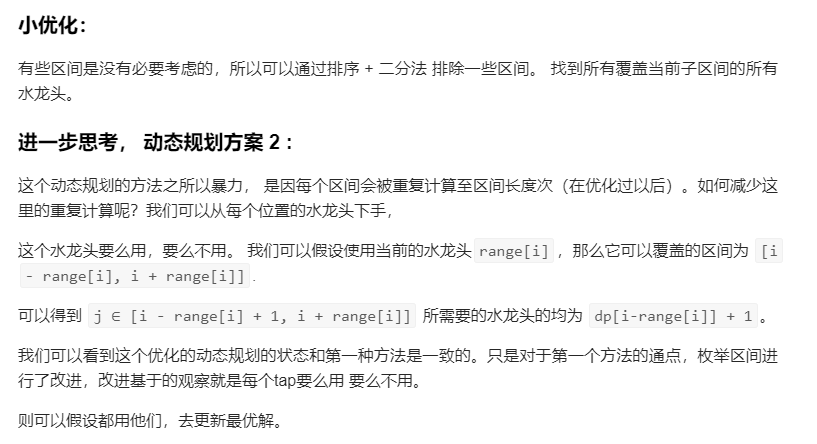 小优化：
有些区间是没有必要考虑的，所以可以通过排序 + 二分法 排除一些区间。 找到所有覆盖当前子区间的所有
水龙头。
进一步思考， 动态规划方案 2 ：
这个动态规划的方法之所以暴力， 是因每个区间会被重复计算至区间长度次（在优化过以后）。如何减少这
里的重复计算呢？我们可以从每个位置的水龙头下手，
这个水龙头要么用，要么不用。 我们可以假设使用当前的水龙头 range[i] ，那么它可以覆盖的区间为 [i
- range[i], i + range[i]] .
可以得到 j ∈ [i - range[i] + 1, i + range[i]] 所需要的水龙头的均为 dp[i-range[i]] + 1 。
我们可以看到这个优化的动态规划的状态和第一种方法是一致的。只是对于第一个方法的通点，枚举区间进
行了改进，改进基于的观察就是每个tap要么用 要么不用。
则可以假设都用他们，去更新最优解。